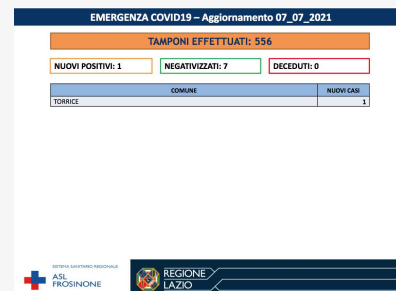 EMERGENZA COVID19 – Aggiornamento 07_07_2021
TAMPONI EFFETTUATI: 556
NUOVI POSITIVI: 1 NEGATIVIZZATI: 7 DECEDUTI: 0
COMUNE NUOVI CASI
TORRICE 1
SISTEMA SANITARIO REGIONALE
ASL
FROSINONE
REGIONE
LAZIO